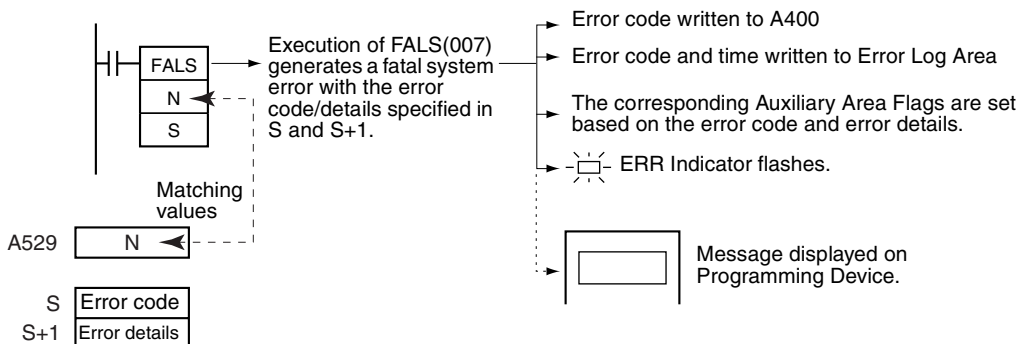 FALS
N
S
Execution of FALS(007)
generates a fatal system
error with the error
code/details specified in
S and S+1.
Error code written to A400
Error code and time written to Error Log Area
The corresponding Auxiliary Area Flags are set
based on the error code and error details.
ERR Indicator flashes.
Message displayed on
Programming Device.
Matching
values
A529 N
S Error code
S+1 Error details